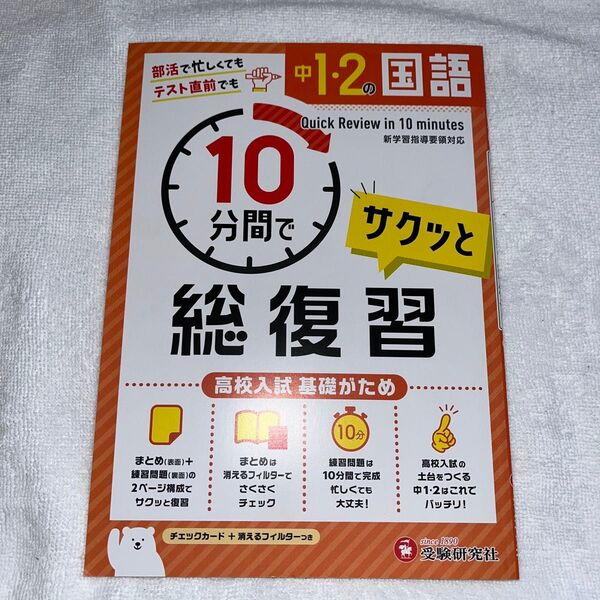 部活で忙しくても
テスト直前でも
中1・2の国語
Quick Review in 10 minutes
新学習指導要領対応
10
分間で
サクッと
総復習
高校入試 基礎がため
まとめ(表面)+
練習問題(裏面)の
2ページ構成で
サクッと復習
まとめは
消えるフィルターで
さくさく
チェック
10分
練習問題は
10分間で完成
忙しくても
大丈夫!
高校入試の
土台をつくる
中1・2はこれで
バッチリ!
チェックカード+消えるフィルターつき
since 1890
受験研究社